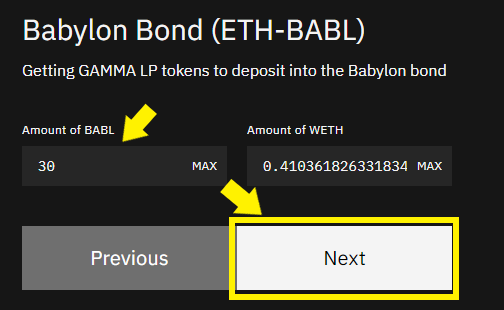 Babylon Bond (ETH-BABL)
Getting GAMMA LP tokens to deposit into the Babylon bond
Amount of BABL
Amount of WETH
30 MAX
0.410361826331834 MAX
Previous
Next